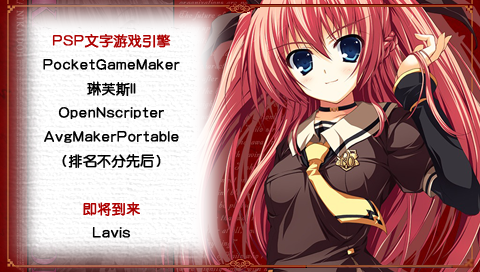 PSP文字游戏引擎
PocketGameMaker
琳芙斯II
OpenNscripter
AvgMakerPortable
（排名不分先后）
即将到来
Lavis